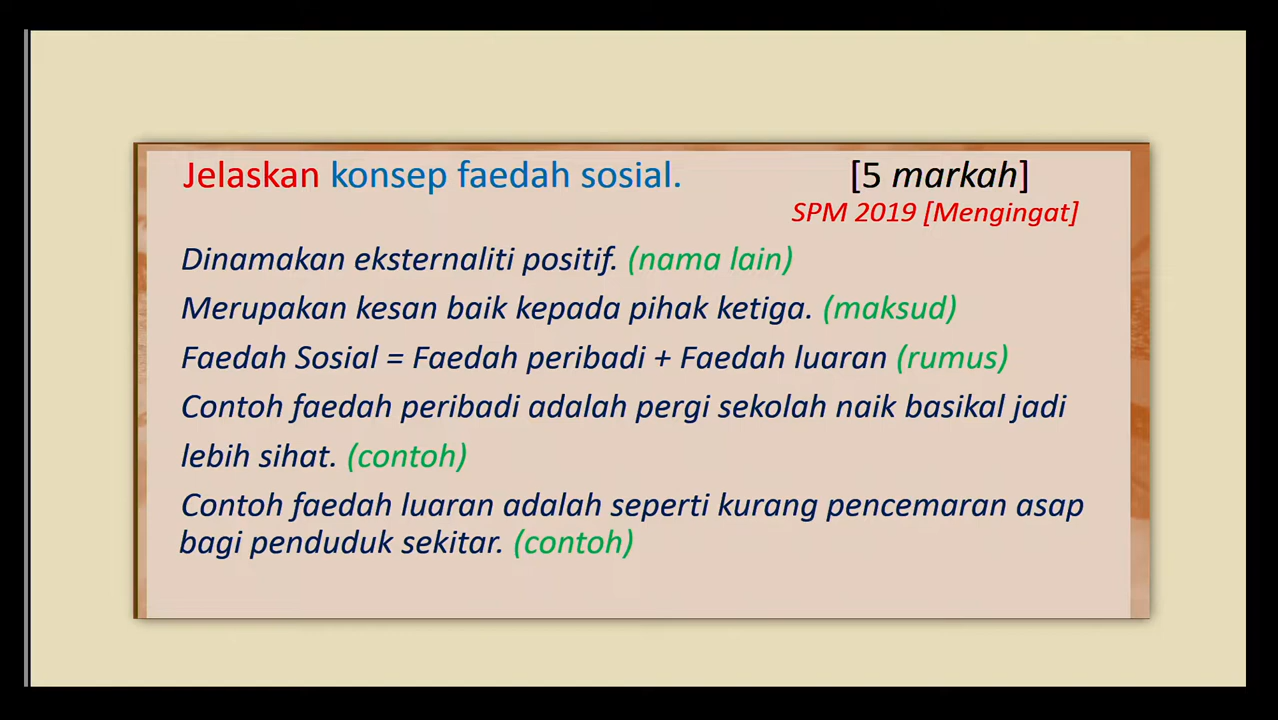 Jelaskan konsep faedah sosial. [5 markah]
SPM 2019 [Mengingat]
Dinamakan eksternaliti positif. (nama lain)
Merupakan kesan baik kepada pihak ketiga. (maksud)
Faedah Sosial = Faedah peribadi + Faedah luaran (rumus)
Contoh faedah peribadi adalah pergi sekolah naik basikal jadi
lebih sihat. (contoh)
Contoh faedah luaran adalah seperti kurang pencemaran asap
bagi penduduk sekitar. (contoh)